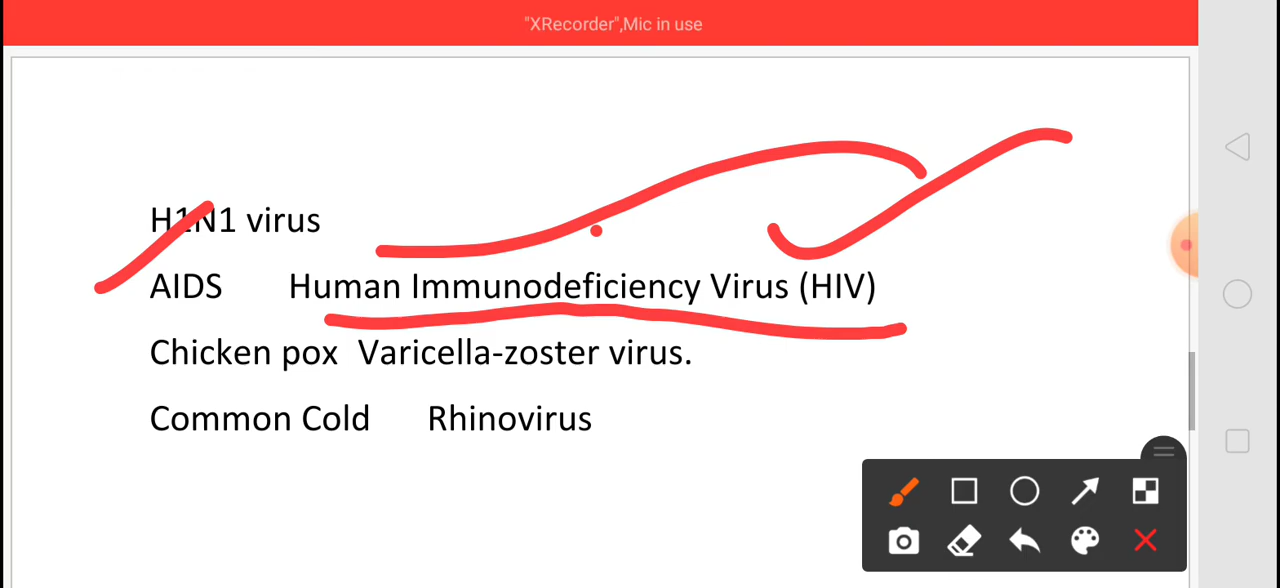 "XRecorder",Mic in use
H1N1 virus
AIDS Human Immunodeficiency Virus (HIV)
Chicken pox Varicella-zoster virus.
Common Cold Rhinovirus